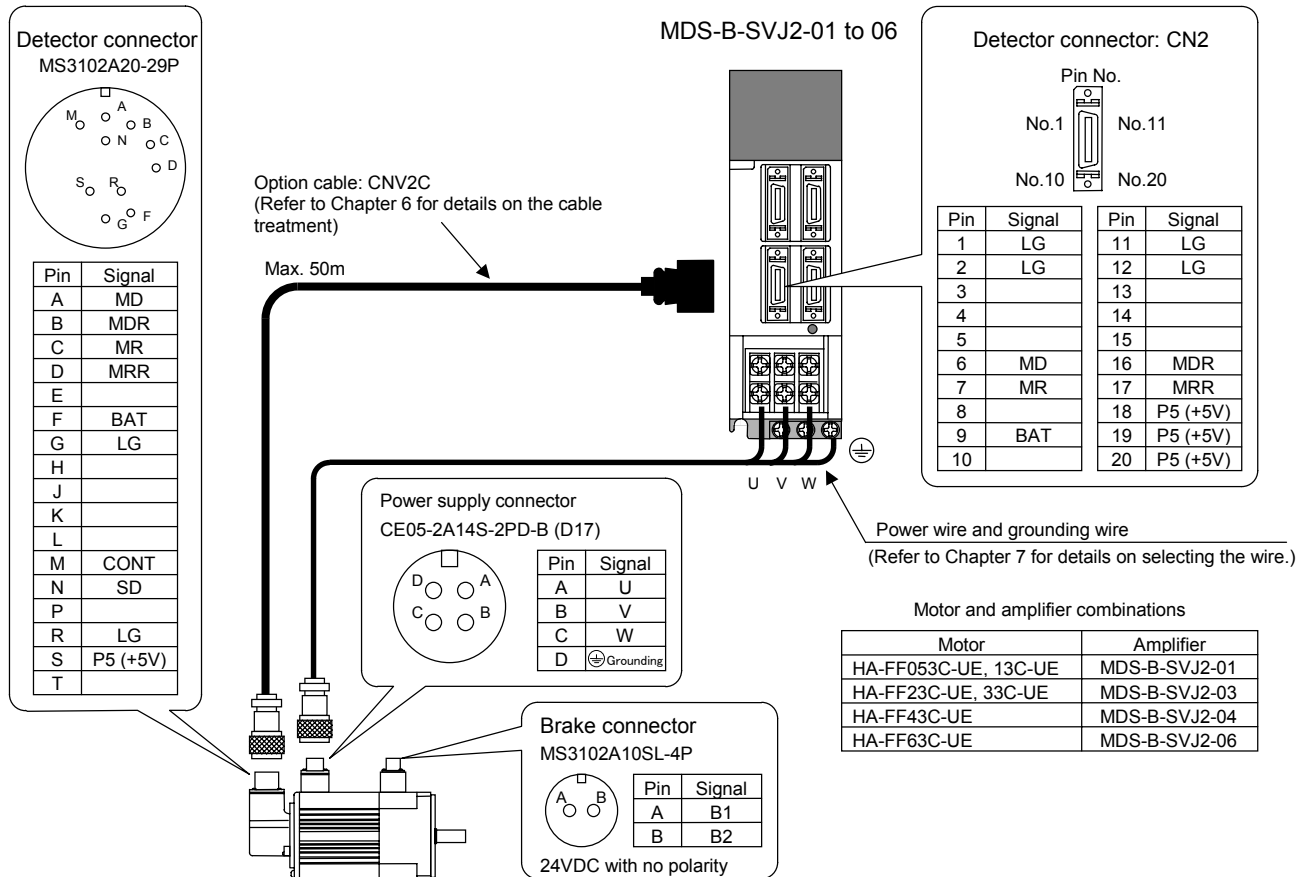 MDS-B-SVJ2-01 to 06
Detector connector
MS3102A20-29P
M
A
B
N
C
D
S
R
G
F
Pin Signal
A MD
B MDR
C MR
D MRR
E
F BAT
G LG
H
J
K
L
M CONT
N SD
P
R LG
S P5 (+5V)
T
Option cable: CNV2C
(Refer to Chapter 6 for details on the cable
treatment)
Max. 50m
Detector connector: CN2
Pin No.
No.1 No.11
No.10 No.20
Pin Signal Pin Signal
1 LG 11 LG
2 LG 12 LG
3 13
4 14
5 15
6 MD 16 MDR
7 MR 17 MRR
8 18 P5 (+5V)
9 BAT 19 P5 (+5V)
10 20 P5 (+5V)
U V W
Power wire and grounding wire
(Refer to Chapter 7 for details on selecting the wire.)
Power supply connector
CE05-2A14S-2PD-B (D17)
D A
C B
Pin Signal
A U
B V
C W
D Grounding
Brake connector
MS3102A10SL-4P
A B
Pin Signal
A B1
B B2
24VDC with no polarity
Motor and amplifier combinations
Motor Amplifier
HA-FF053C-UE, 13C-UE MDS-B-SVJ2-01
HA-FF23C-UE, 33C-UE MDS-B-SVJ2-03
HA-FF43C-UE MDS-B-SVJ2-04
HA-FF63C-UE MDS-B-SVJ2-06